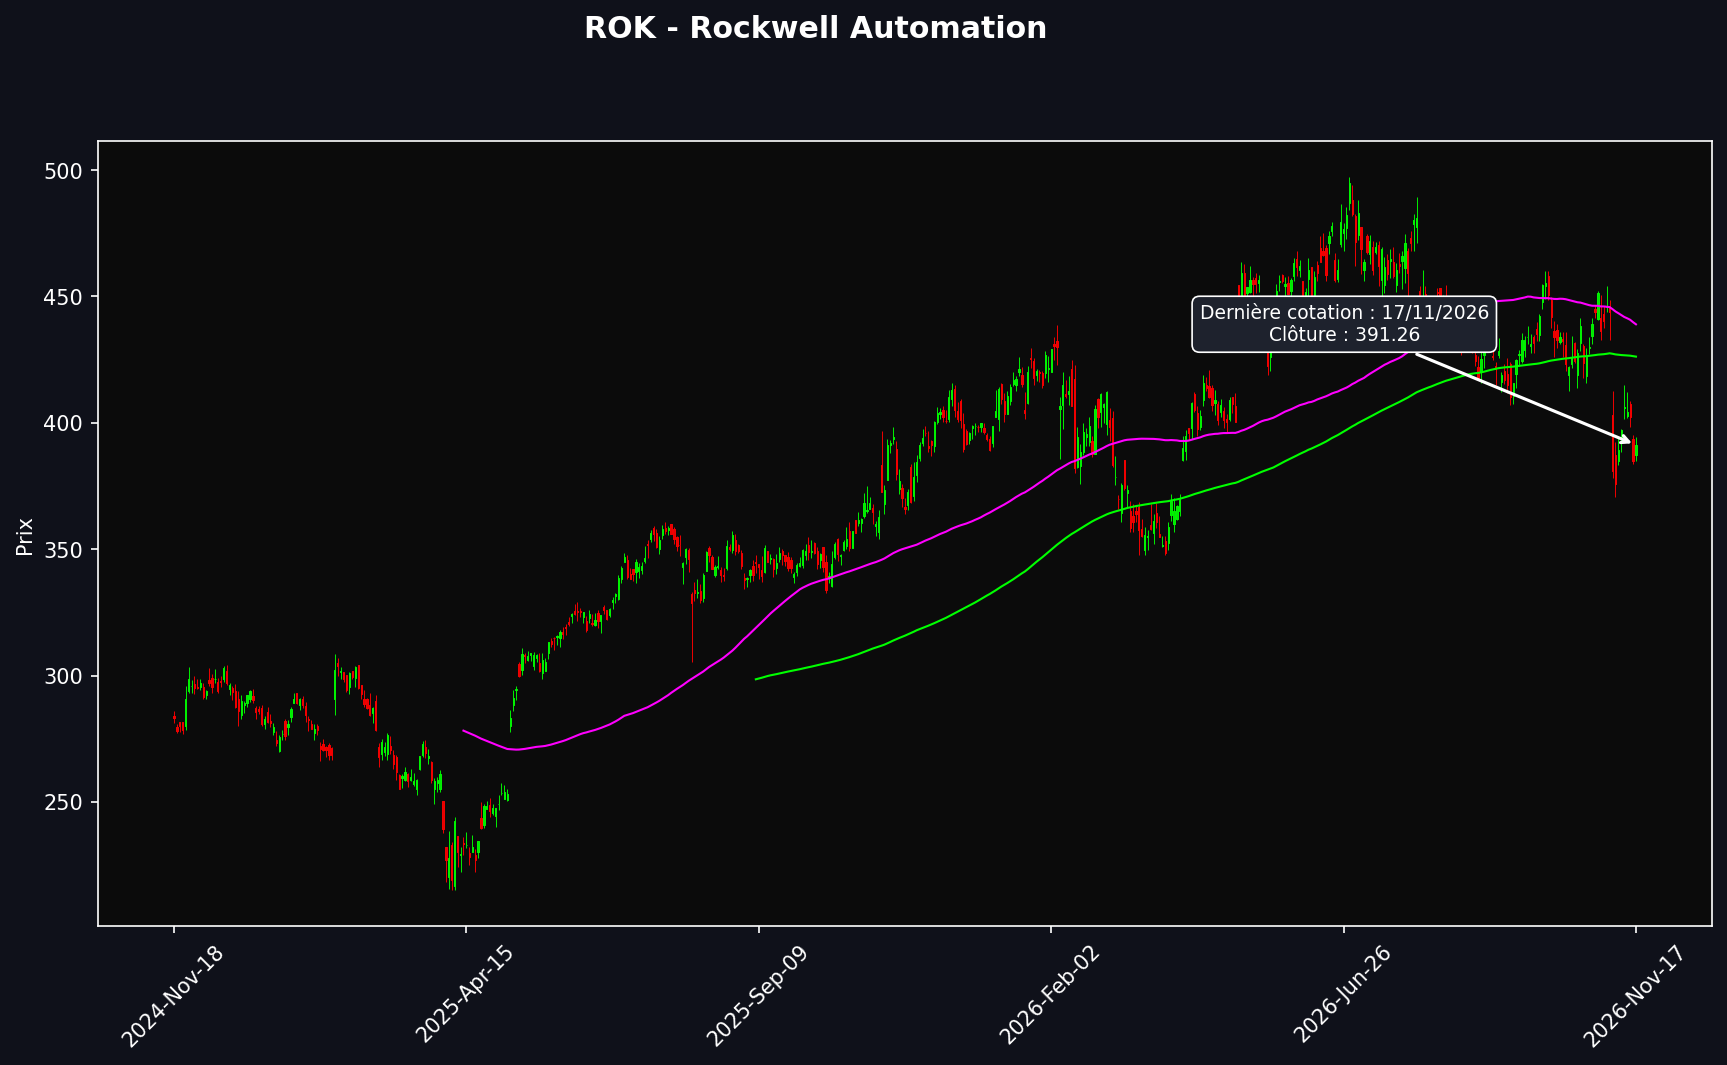 ROK - Rockwell Automation
500
450
400
350
300
250
Prix
Dernière cotation : 17/11/2026
Clôture : 391.26
2024-Nov-18
2025-Apr-15
2025-Sep-09
2026-Feb-02
2026-Jun-26
2026-Nov-17